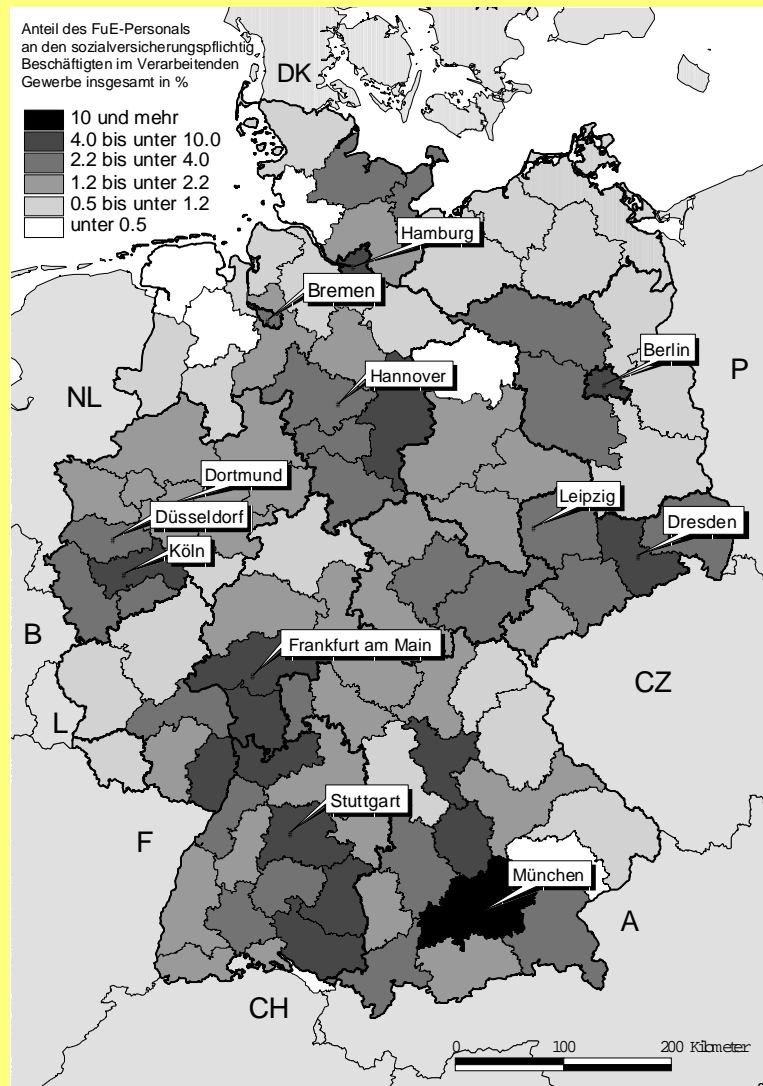 Anteil des FuE-Personals
an den sozialversicherungspflichtig
Beschäftigten im Verarbeitenden
Gewerbe insgesamt in %
10 und mehr
4.0 bis unter 10.0
2.2 bis unter 4.0
1.2 bis unter 2.2
0.5 bis unter 1.2
unter 0.5
DK
Hamburg
Bremen
Berlin
Hannover
P
NL
Dortmund
Düsseldorf
Leipzig
Dresden
Köln
B
Frankfurt am Main
CZ
L
Stuttgart
F
München
A
CH
0 100 200 Kilometer